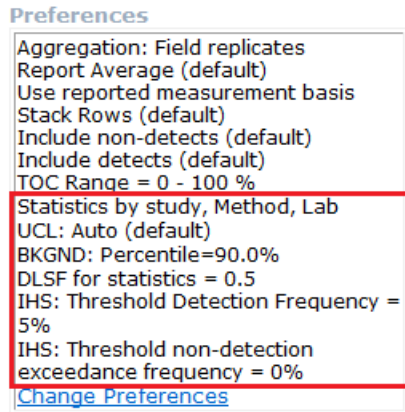 Preferences
Aggregation: Field replicates
Report Average (default)
Use reported measurement basis
Stack Rows (default)
Include non-detects (default)
Include detects (default)
TOC Range = 0 - 100 %
Statistics by study, Method, Lab
UCL: Auto (default)
BKGND: Percentile=90.0%
DLSF for statistics = 0.5
IHS: Threshold Detection Frequency =
5%
IHS: Threshold non-detection
exceedance frequency = 0%
Change Preferences